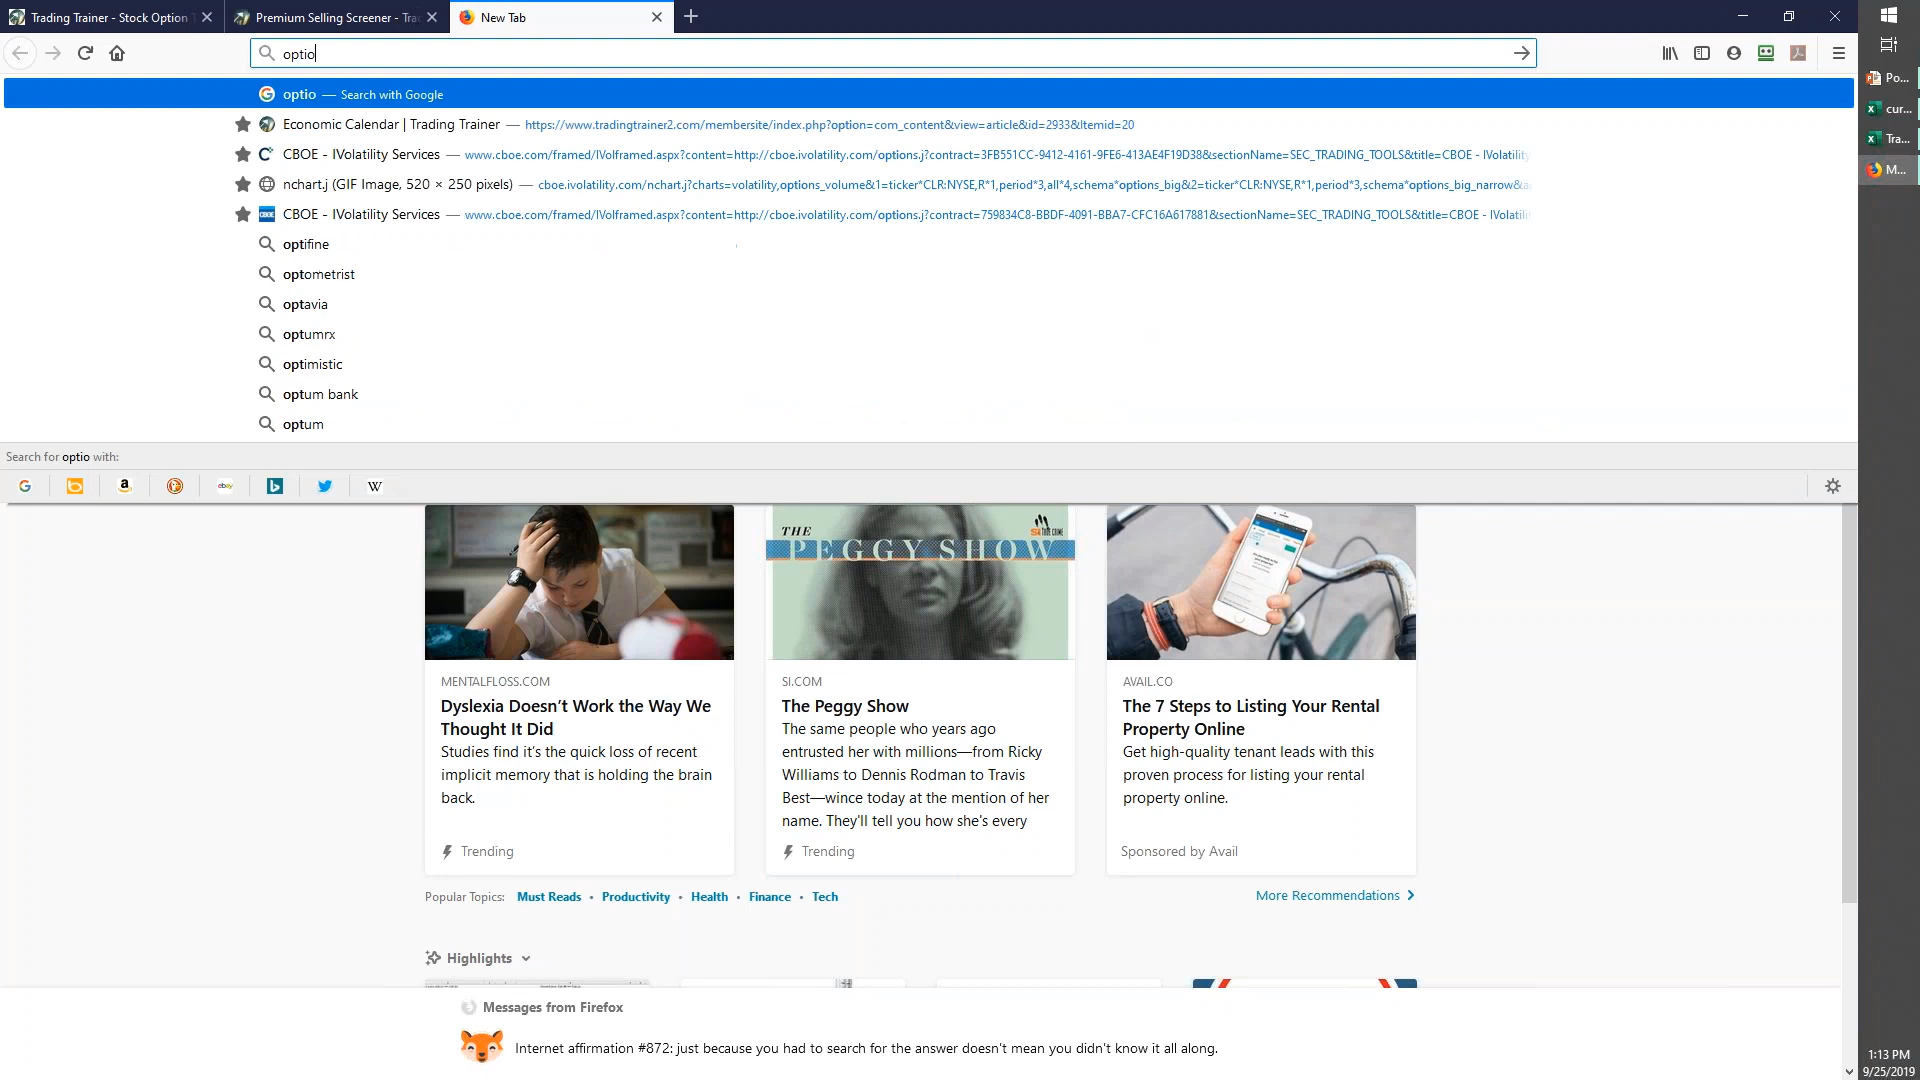 Trading Trainer - Stock Option T
Premium Selling Screener - Trad
New Tab
optio
optio — Search with Google
Economic Calendar | Trading Trainer — https://www.tradingtrainer2.com/membersite/index.php?option=com_content&view=article&id=2933&Itemid=20
CBOE - IVolatility Services — www.cboe.com/framed/IVolframed.aspx?content=http://cboe.ivolatility.com/options.j?contract=3FB551CC-9412-4161-9FE6-413AE4F19D38&sectionName=SEC_TRADING_TOOLS&title=CBOE - IVolatility
nchart.j (GIF Image, 520 × 250 pixels) — cboe.ivolatility.com/nchart.j?charts=volatility,options_volume&1=ticker*CLR:NYSE,R*1,period*3,all*4,schema*options_big&2=ticker*CLR:NYSE,R*1,period*3,schema*options_big_narrow&a
CBOE - IVolatility Services — www.cboe.com/framed/IVolframed.aspx?content=http://cboe.ivolatility.com/options.j?contract=759834C8-BBDF-4091-BBA7-CFC16A617881&sectionName=SEC_TRADING_TOOLS&title=CBOE - IVolatili
optifine
optometrist
optavia
optumrx
optimistic
optum bank
optum
Search for optio with:
ebay
W
THE
PEGGY SHOW
SI TRUE CRIME
MENTALFLOSS.COM
Dyslexia Doesn't Work the Way We
Thought It Did
Studies find it's the quick loss of recent
implicit memory that is holding the brain
back.
Trending
SI.COM
The Peggy Show
The same people who years ago
entrusted her with millions—from Ricky
Williams to Dennis Rodman to Travis
Best—wince today at the mention of her
name. They'll tell you how she's every
Trending
AVAIL.CO
The 7 Steps to Listing Your Rental
Property Online
Get high-quality tenant leads with this
proven process for listing your rental
property online.
Sponsored by Avail
Popular Topics: Must Reads • Productivity • Health • Finance • Tech
More Recommendations
Highlights
Messages from Firefox
Internet affirmation #872: just because you had to search for the answer doesn't mean you didn't know it all along.
Po...
cur...
Tra...
M...
1:13 PM
9/25/2019